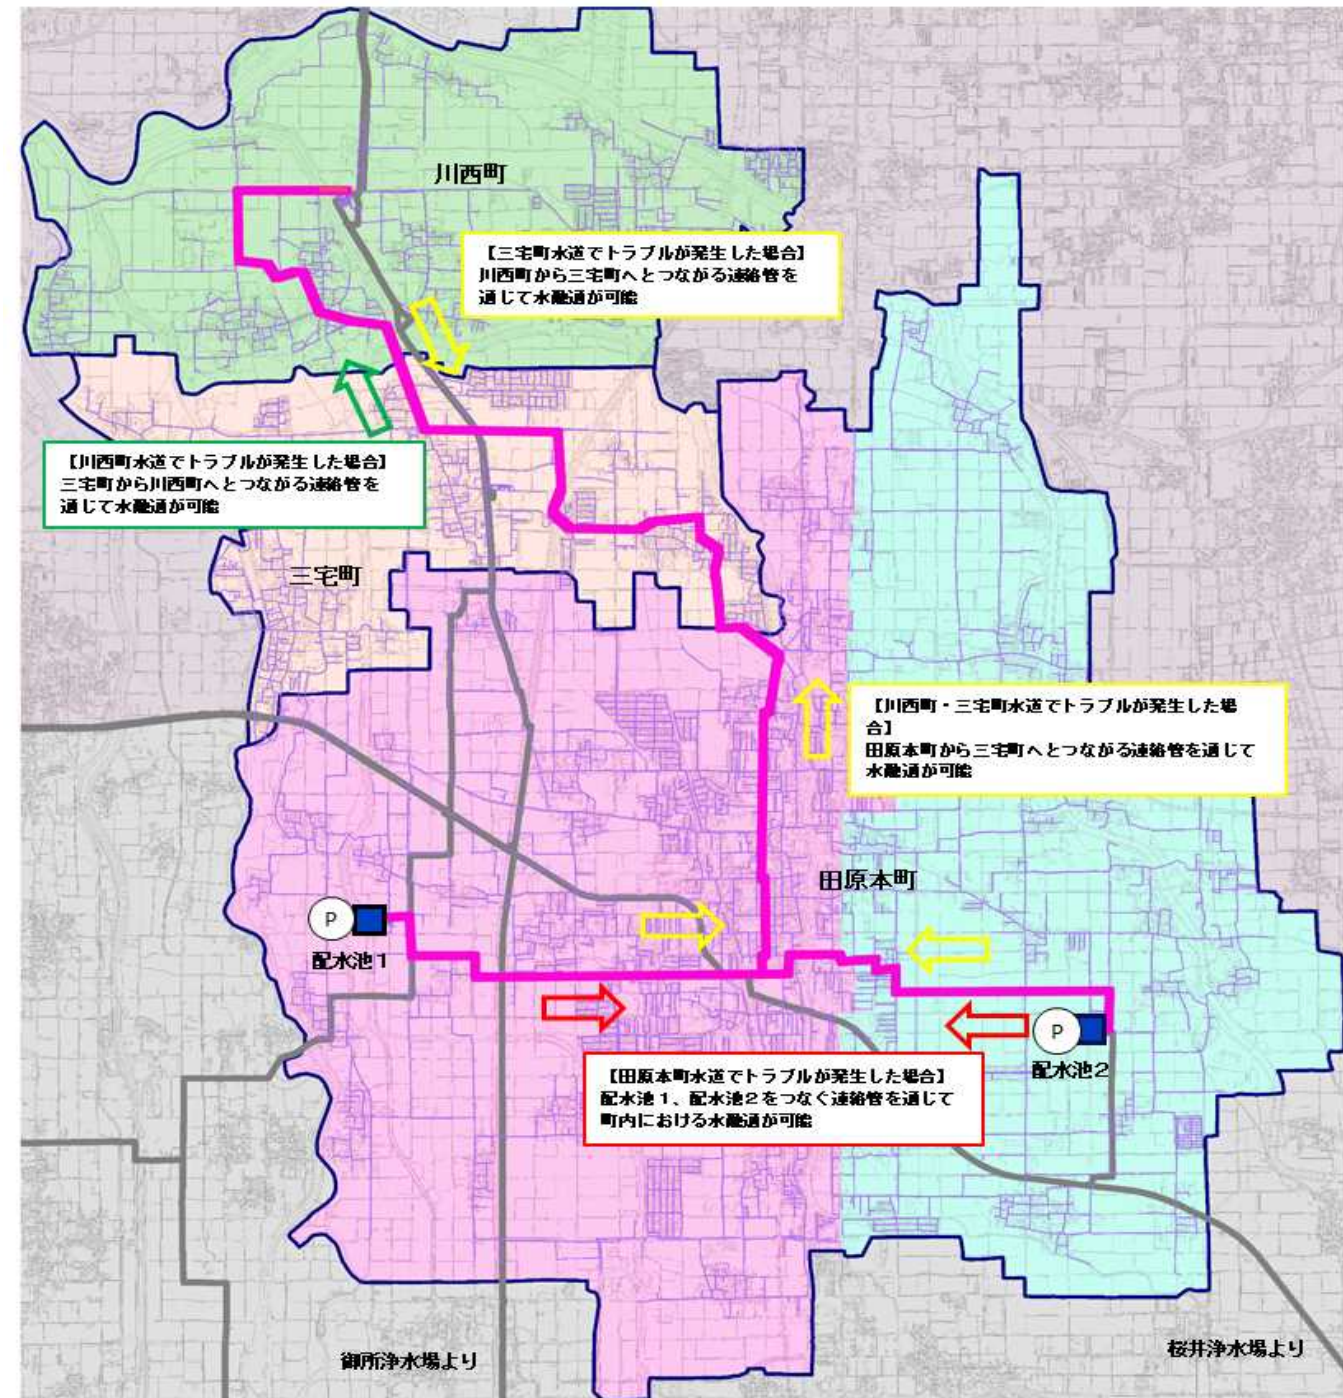 川西町
【三宅町水道でトラブルが発生した場合】
川西町から三宅町へとつながる連絡管を
通じて水融通が可能
【川西町水道でトラブルが発生した場合】
三宅町から川西町へとつながる連絡管を
通じて水融通が可能
三宅町
【川西町・三宅町水道でトラブルが発生した場
合】
田原本町から三宅町へとつながる連絡管を通じて
水融通が可能
田原本町
P
配水池1
P
配水池2
【田原本町水道でトラブルが発生した場合】
配水池1、配水池2をつなぐ連絡管を通じて
町内における水融通が可能
御所浄水場より
桜井浄水場より